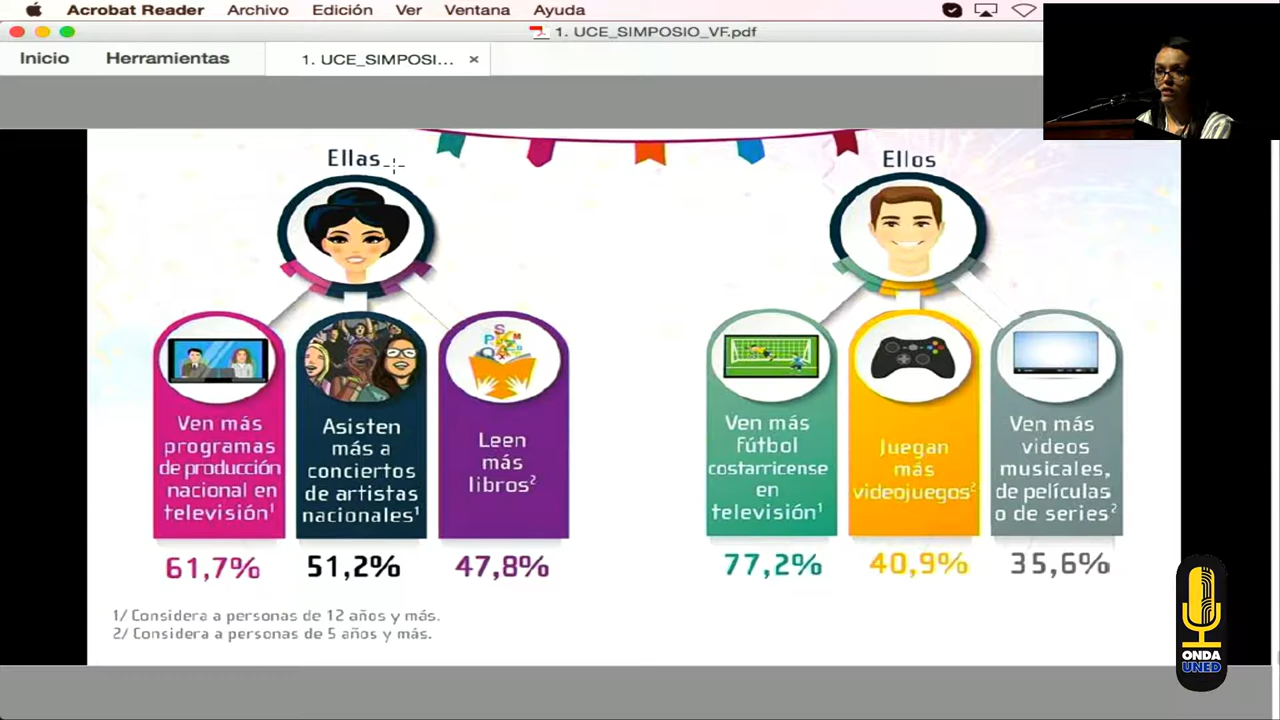 Acrobat Reader Archivo Edición Ver Ventana Ayuda
1. UCE_SIMPOSIO_VF.pdf
Inicio Herramientas 1. UCE_SIMPOSI... ×
Ellas
Ellos
Ven más
programas
de producción
nacional en
televisión¹
Asisten
más a
conciertos
de artistas
nacionales¹
Leen
más
libros²
Ven más
fútbol
costarricense
en
televisión¹
Juegan
más
videojuegos²
Ven más
videos
musicales,
de películas
o de series²
61,7% 51,2% 47,8% 77,2% 40,9% 35,6%
1/ Considera a personas de 12 años y más.
2/ Considera a personas de 5 años y más.
ONDA
UNED